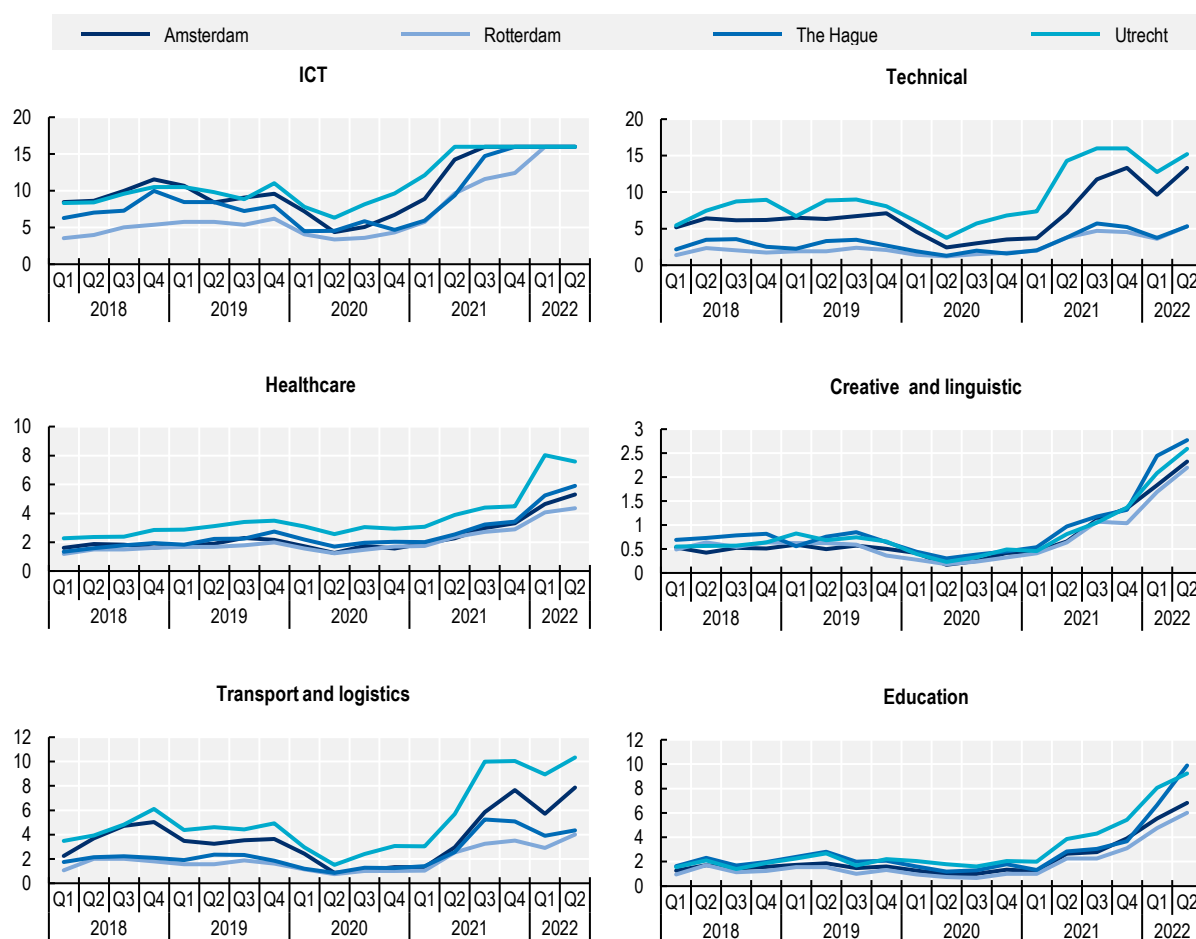 Amsterdam Rotterdam The Hague Utrecht
ICT
20
15
10
5
0
Q1 Q2 Q3 Q4 Q1 Q2 Q3 Q4 Q1 Q2 Q3 Q4 Q1 Q2 Q3 Q4 Q1 Q2
2018 2019 2020 2021 2022
Technical
20
15
10
5
0
Q1 Q2 Q3 Q4 Q1 Q2 Q3 Q4 Q1 Q2 Q3 Q4 Q1 Q2 Q3 Q4 Q1 Q2
2018 2019 2020 2021 2022
Healthcare
10
8
6
4
2
0
Q1 Q2 Q3 Q4 Q1 Q2 Q3 Q4 Q1 Q2 Q3 Q4 Q1 Q2 Q3 Q4 Q1 Q2
2018 2019 2020 2021 2022
Creative and linguistic
3
2.5
2
1.5
1
0.5
0
Q1 Q2 Q3 Q4 Q1 Q2 Q3 Q4 Q1 Q2 Q3 Q4 Q1 Q2 Q3 Q4 Q1 Q2
2018 2019 2020 2021 2022
Transport and logistics
12
10
8
6
4
2
0
Q1 Q2 Q3 Q4 Q1 Q2 Q3 Q4 Q1 Q2 Q3 Q4 Q1 Q2 Q3 Q4 Q1 Q2
2018 2019 2020 2021 2022
Education
12
10
8
6
4
2
0
Q1 Q2 Q3 Q4 Q1 Q2 Q3 Q4 Q1 Q2 Q3 Q4 Q1 Q2 Q3 Q4 Q1 Q2
2018 2019 2020 2021 2022